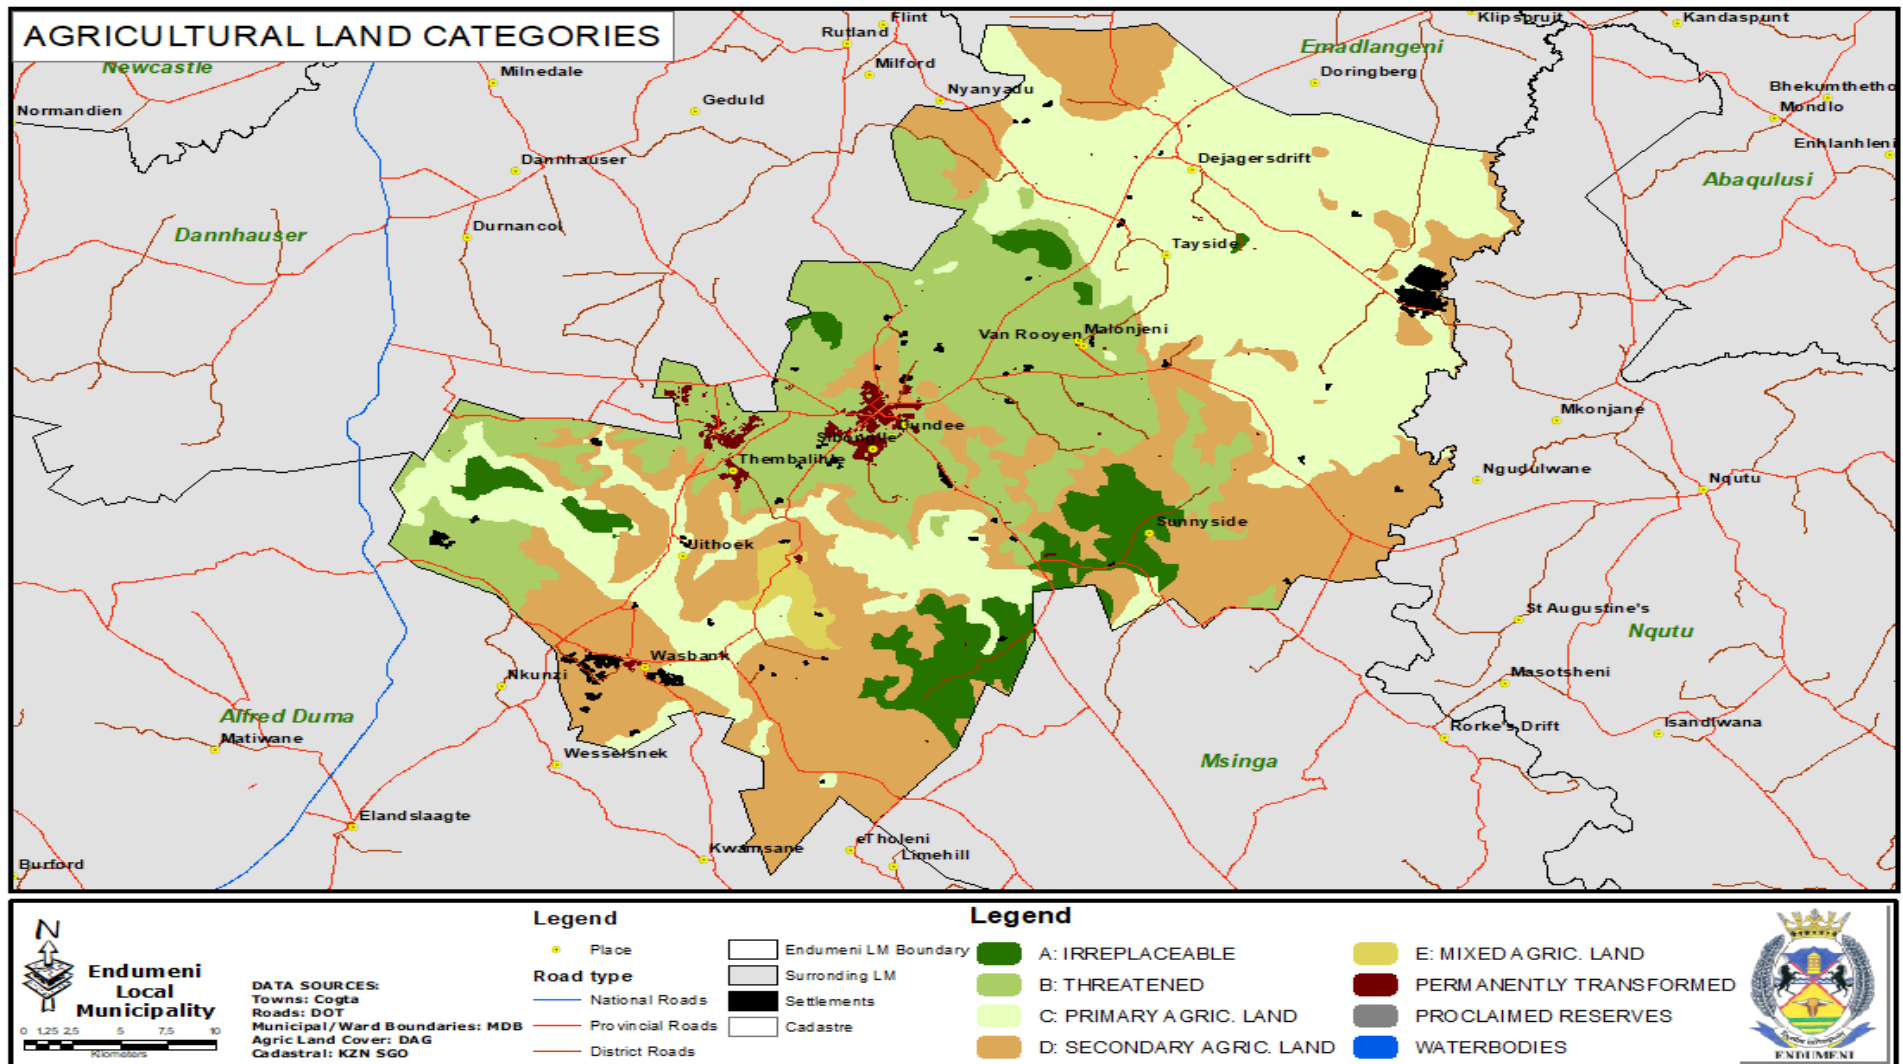 AGRICULTURAL LAND CATEGORIES
Flint
Klipspruit
Kandaspunt
Rutland
Emadlangeni
Newcastle
Milnedale
Milford
Doringberg
Nyanyadu
Bhekumthetho
Normandien
Geduld
Mondlo
Enhlanhleni
Dannhauser
Dejagersdrift
Abaqulusi
Durnancol
Dannhauser
Tayside
Van Rooyen
Malonjeni
Mkonjane
Dundee
Sibongile
Thembalihle
Ngudulwane
Nqutu
Sunnyside
Uithoek
St Augustine's
Nqutu
Wasbank
Nkunzi
Masotsheni
Alfred Duma
Matiwane
Rorke's Drift
Isandlwana
Wesselsnek
Msinga
Elandslaagte
eTholeni
Kwamsane
Limehill
Burford
N
Endumeni
Local
Municipality
0 1,25 2,5 5 7,5 10
Kilometers
DATA SOURCES:
Towns: Cogta
Roads: DOT
Municipal/Ward Boundaries: MDB
Agric Land Cover: DAG
Cadastral: KZN SGO
Legend
Place
Road type
National Roads
Provincial Roads
District Roads
Endumeni LM Boundary
Surronding LM
Settlements
Cadastre
Legend
A: IRREPLACEABLE
B: THREATENED
C: PRIMARY AGRIC. LAND
D: SECONDARY AGRIC. LAND
E: MIXED AGRIC. LAND
PERMANENTLY TRANSFORMED
PROCLAIMED RESERVES
WATERBODIES
ENDUMENI